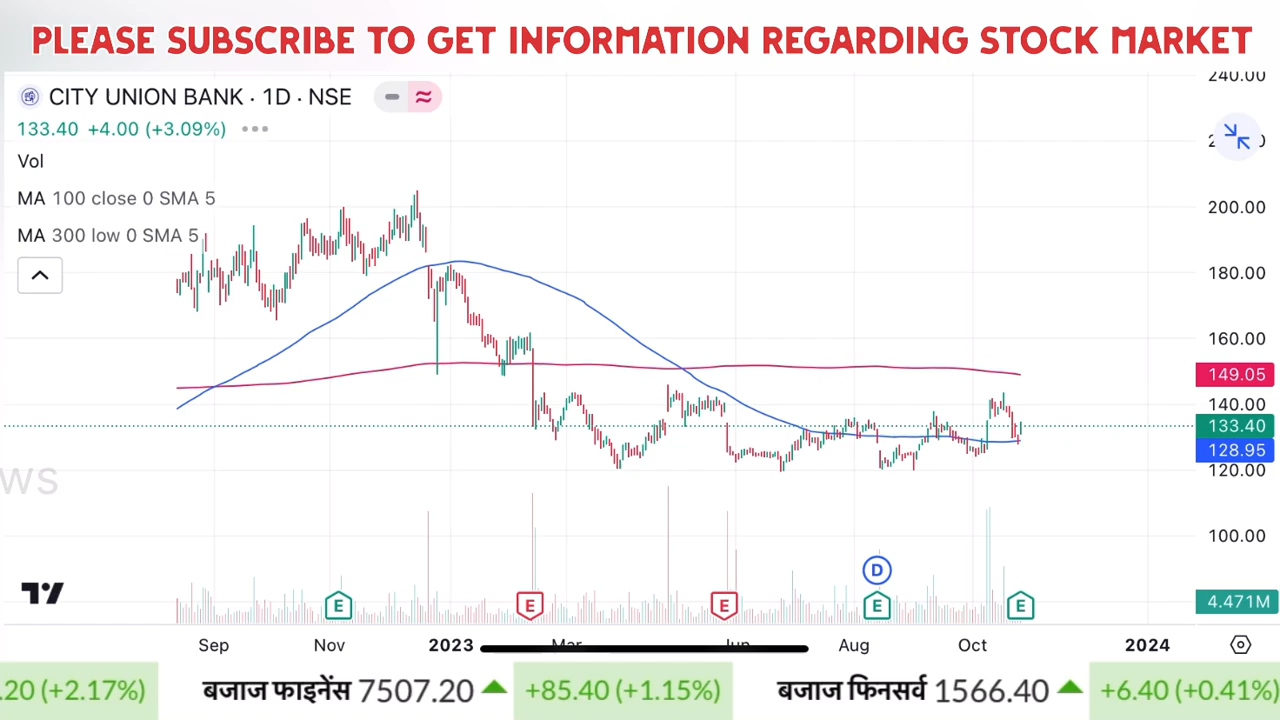 PLEASE SUBSCRIBE TO GET INFORMATION REGARDING STOCK MARKET
CITY UNION BANK · 1D · NSE
133.40 +4.00 (+3.09%)
Vol
MA 100 close 0 SMA 5
MA 300 low 0 SMA 5
240.00
200.00
180.00
160.00
149.05
140.00
133.40
128.95
120.00
100.00
4.471M
ws
D
E E E E E
Sep Nov 2023 Mar Jun Aug Oct 2024
.20 (+2.17%) बजाज फाइनेंस 7507.20 +85.40 (+1.15%) बजाज फिनसर्व 1566.40 +6.40 (+0.41%)